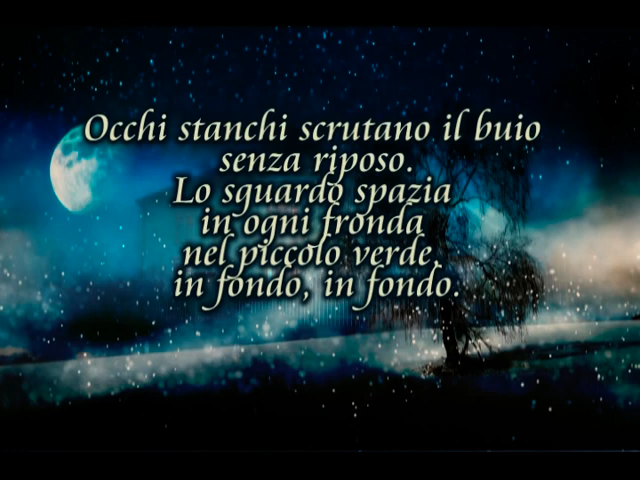 Occhi stanchi scrutano il buio
senza riposo.
Lo sguardo spazia
in ogni fronda
nel piccolo verde,
in fondo, in fondo.